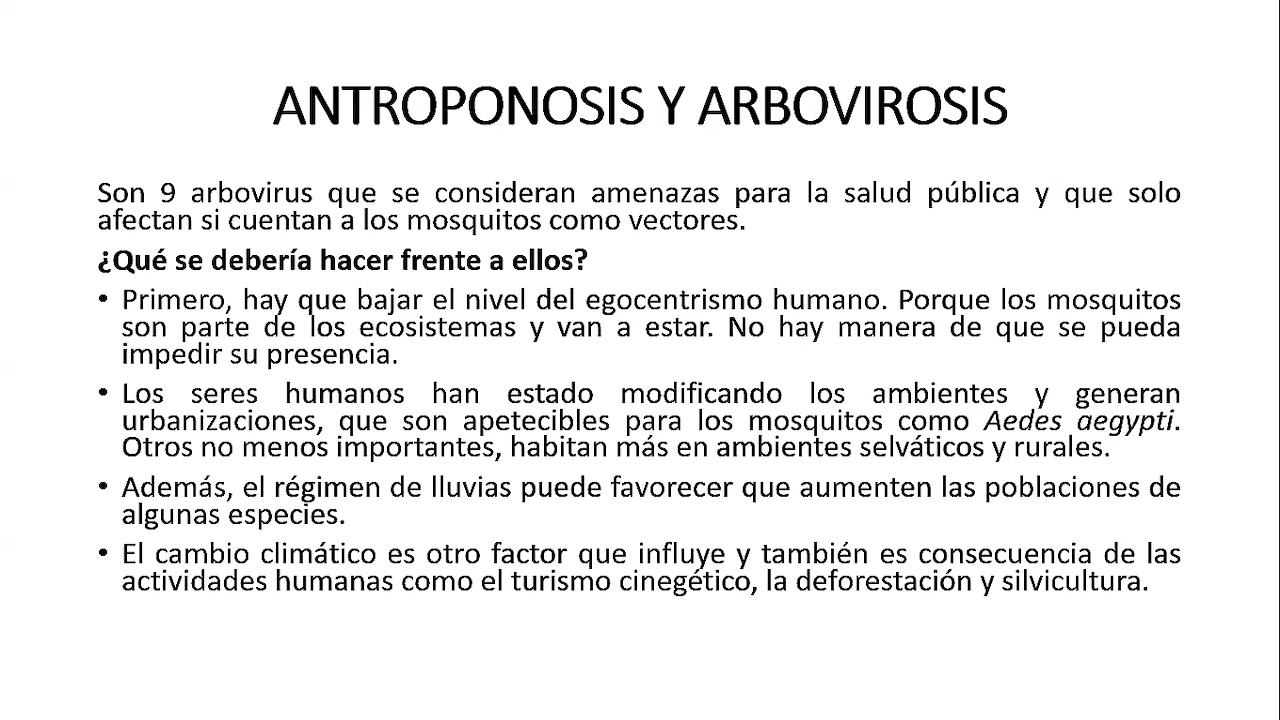 ANTROPONOSIS Y ARBOVIROSIS
Son 9 arbovirus que se consideran amenazas para la salud pública y que solo
afectan si cuentan a los mosquitos como vectores.
¿Qué se debería hacer frente a ellos?
• Primero, hay que bajar el nivel del egocentrismo humano. Porque los mosquitos
son parte de los ecosistemas y van a estar. No hay manera de que se pueda
impedir su presencia.
• Los seres humanos han estado modificando los ambientes y generan
urbanizaciones, que son apetecibles para los mosquitos como Aedes aegypti.
Otros no menos importantes, habitan más en ambientes selváticos y rurales.
• Además, el régimen de lluvias puede favorecer que aumenten las poblaciones de
algunas especies.
• El cambio climático es otro factor que influye y también es consecuencia de las
actividades humanas como el turismo cinegético, la deforestación y silvicultura.